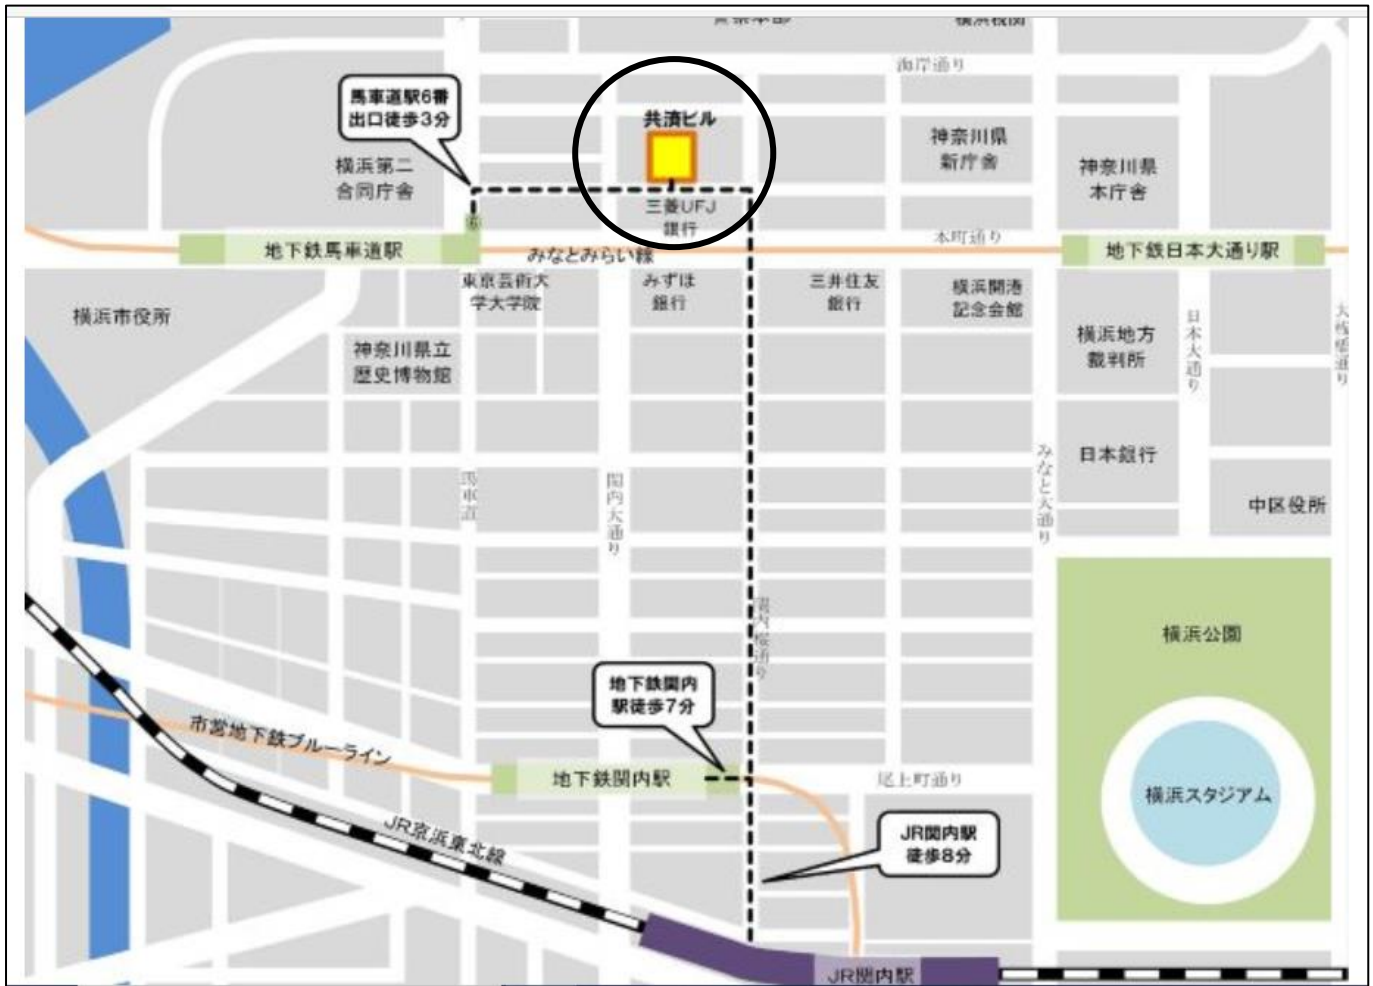 海岸通り
馬車道駅6番
出口徒歩3分
共済ビル
神奈川県
新庁舎
横浜第二
合同庁舎
神奈川県
本庁舎
三菱UFJ
銀行
⑥
本町通り
地下鉄馬車道駅
みなとみらい線
地下鉄日本大通り駅
東京芸術大
学大学院
みずほ
銀行
三井住友
銀行
横浜開港
記念会館
横浜市役所
神奈川県立
歴史博物館
横浜地方
裁判所
日本大通り
馬車道
関内大通り
みなと大通り
日本銀行
中区役所
関内桜通り
横浜公園
地下鉄関内
駅徒歩7分
市営地下鉄ブルーライン
地下鉄関内駅
尾上町通り
横浜スタジアム
JR京浜東北線
JR関内駅
徒歩8分
JR関内駅